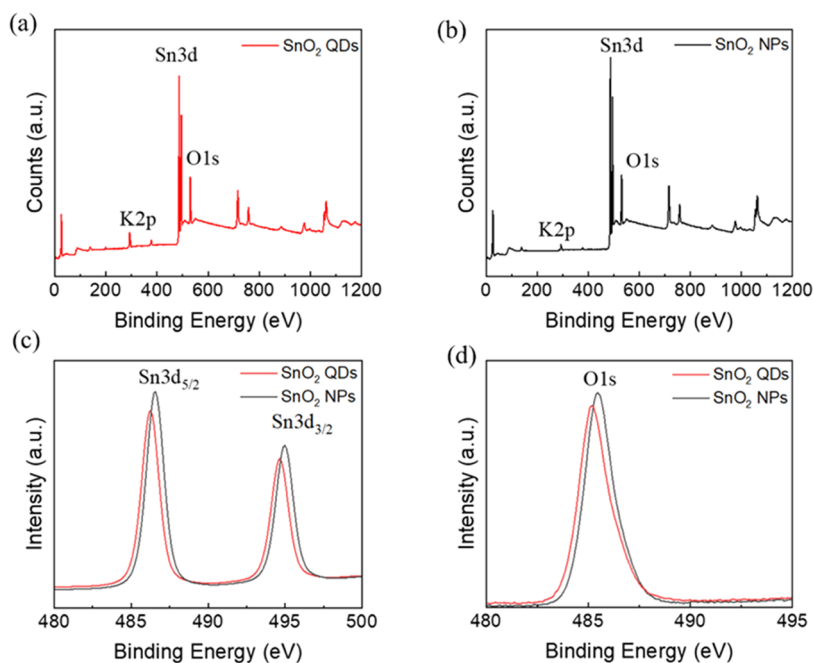 (a)
SnO2 QDs
Sn3d
O1s
K2p
Counts (a.u.)
0 200 400 600 800 1000 1200
Binding Energy (eV)
(b)
SnO2 NPs
Sn3d
O1s
K2p
Counts (a.u.)
0 200 400 600 800 1000 1200
Binding Energy (eV)
(c)
Sn3d5/2
SnO2 QDs
SnO2 NPs
Sn3d3/2
Intensity (a.u.)
480 485 490 495 500
Binding Energy (eV)
(d)
O1s
SnO2 QDs
SnO2 NPs
Intensity (a.u.)
480 485 490 495
Binding Energy (eV)